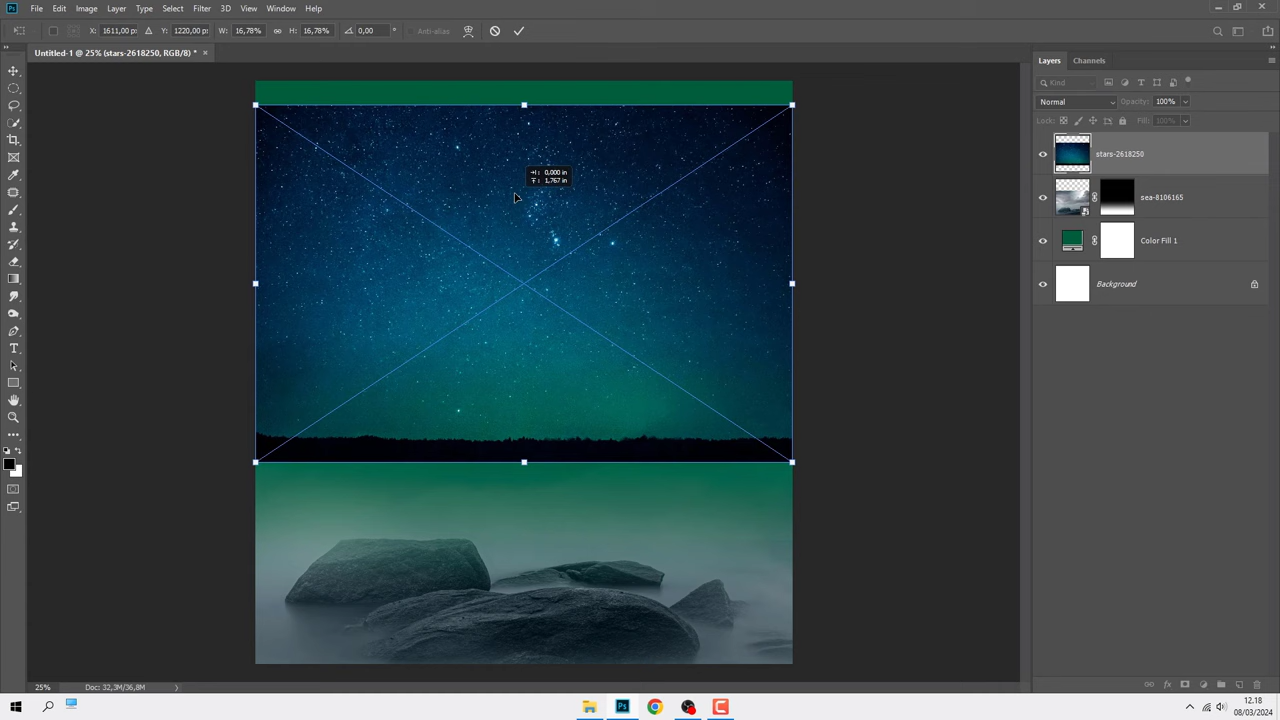 File Edit Image Layer Type Select Filter 3D View Window Help
X: 1611,00 px Y: 1220,00 px W: 16,78% H: 16,78% 0,00 ° Anti-alias
Untitled-1 @ 25% (stars-2618250, RGB/8) * ×
Layers Channels
Kind
Normal Opacity: 100%
Lock: Fill: 100%
stars-2618250
sea-8106165
Color Fill 1
Background
0,000 in
1,767 in
25% Doc: 32,3M/36,8M
12.18
08/03/2024